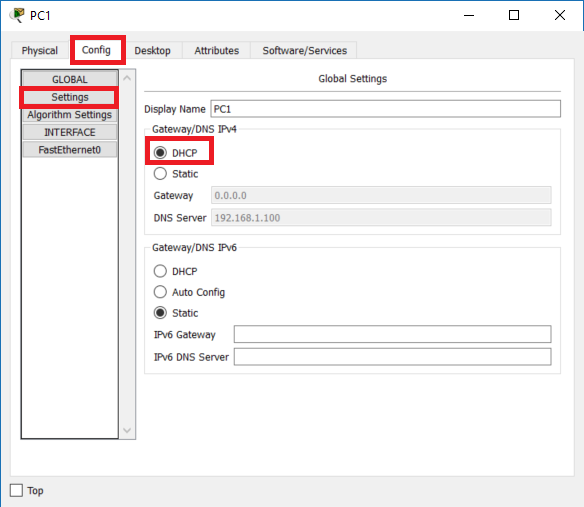 PC1
Physical Config Desktop Attributes Software/Services
GLOBAL
Settings
Algorithm Settings
INTERFACE
FastEthernet0
Global Settings
Display Name PC1
Gateway/DNS IPv4
DHCP
Static
Gateway 0.0.0.0
DNS Server 192.168.1.100
Gateway/DNS IPv6
DHCP
Auto Config
Static
IPv6 Gateway
IPv6 DNS Server
Top